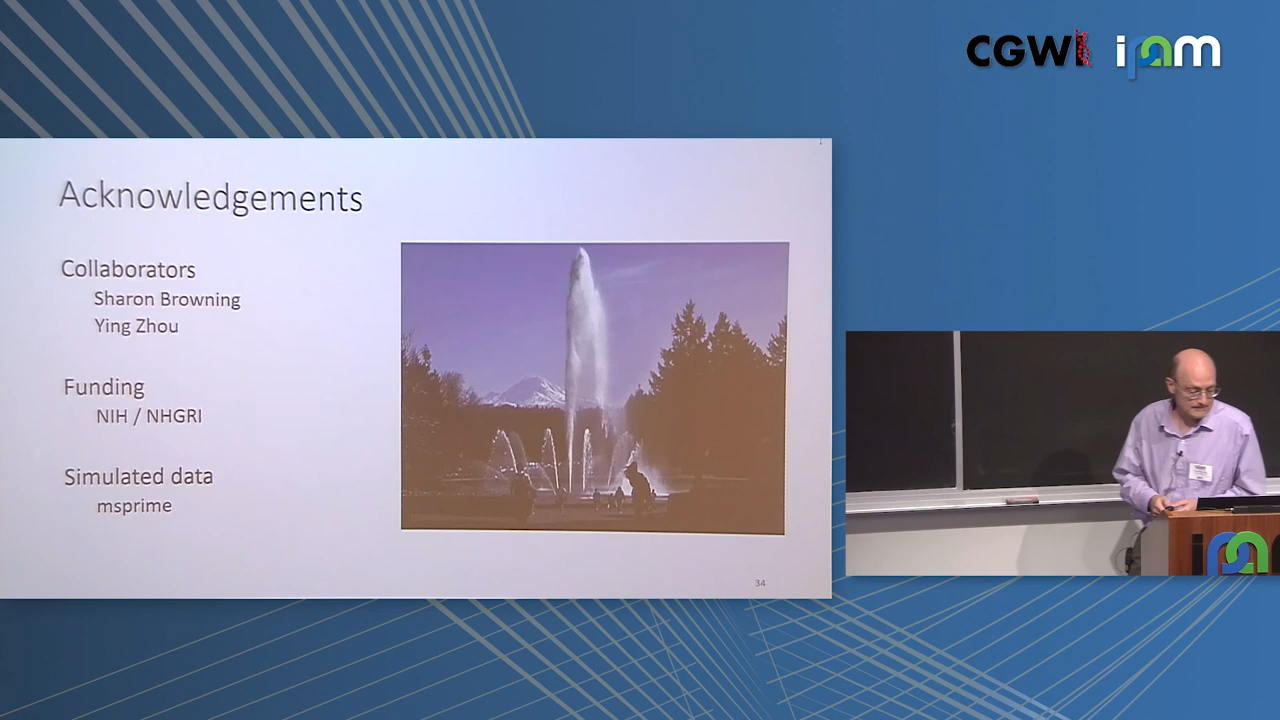 CGWI ipam
Acknowledgements
Collaborators
Sharon Browning
Ying Zhou
Funding
NIH / NHGRI
Simulated data
msprime
34